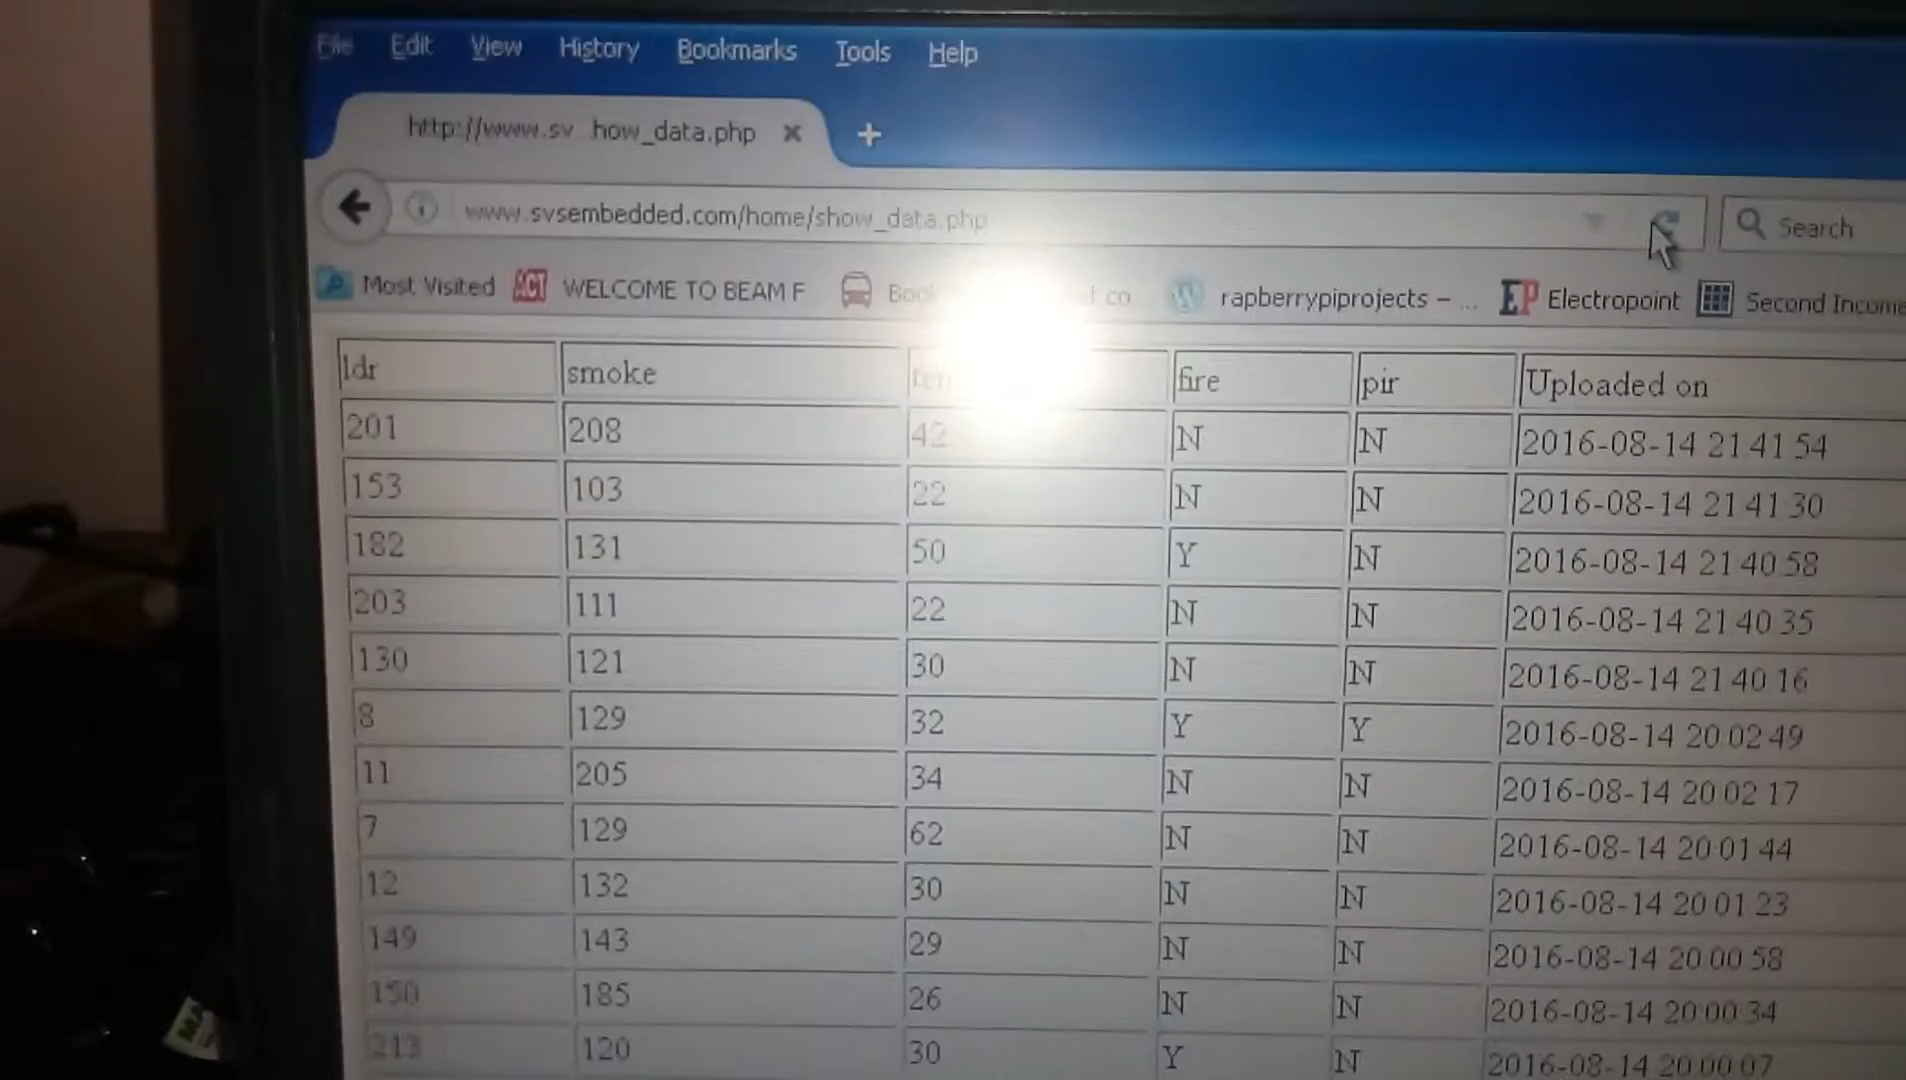 File Edit View History Bookmarks Tools Help
http://www.sv how_data.php
www.svsembedded.com/home/show_data.php Search
Most Visited ACT WELCOME TO BEAM F co rapberrypiprojects – ... EP Electropoint Second Income
ldr smoke fire pir Uploaded on
201 208 42 N N 2016-08-14 21 41 54
153 103 22 N N 2016-08-14 21 41 30
182 131 50 Y N 2016-08-14 21 40 58
203 111 22 N N 2016-08-14 21 40 35
130 121 30 N N 2016-08-14 21 40 16
8 129 32 Y Y 2016-08-14 20 02 49
11 205 34 N N 2016-08-14 20 02 17
7 129 62 N N 2016-08-14 20 01 44
12 132 30 N N 2016-08-14 20 01 23
149 143 29 N N 2016-08-14 20 00 58
150 185 26 N N 2016-08-14 20 00 34
213 120 30 Y N 2016-08-14 20 00 07